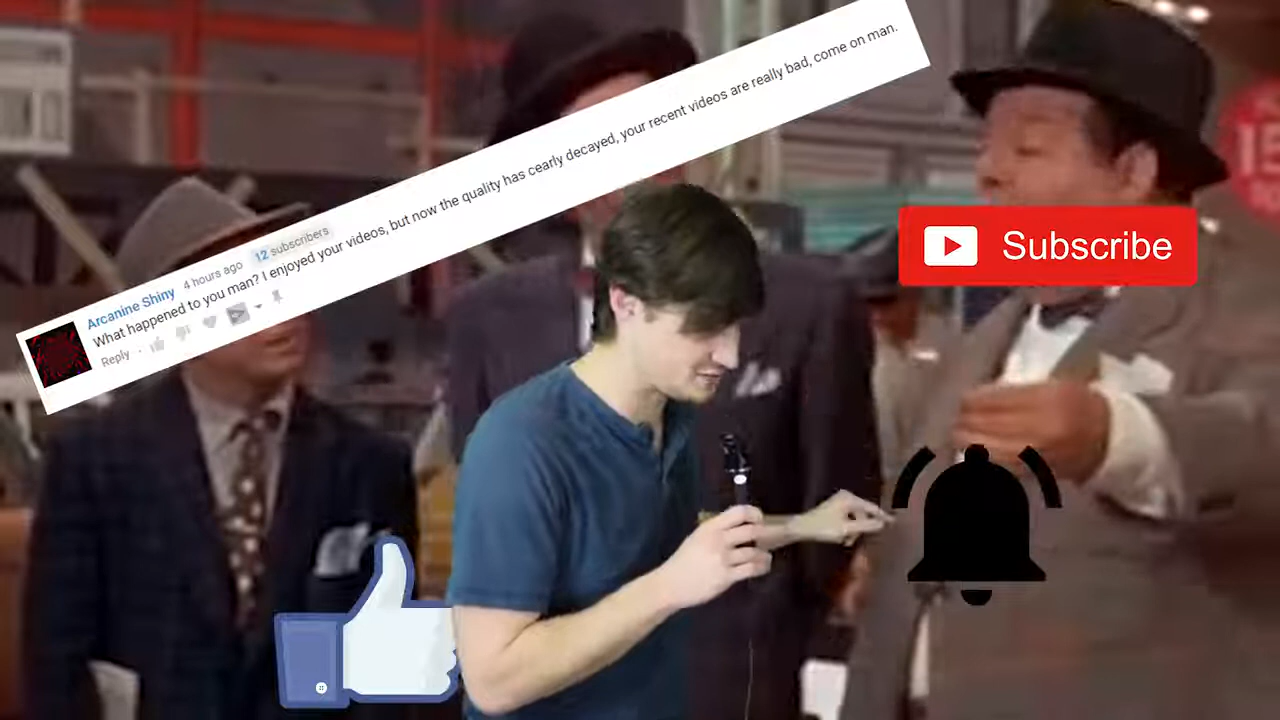 Arcanine Shiny 4 hours ago 12 subscribers
What happened to you man? I enjoyed your videos, but now the quality has cearly decayed, your recent videos are really bad, come on man.
Reply
Subscribe
15